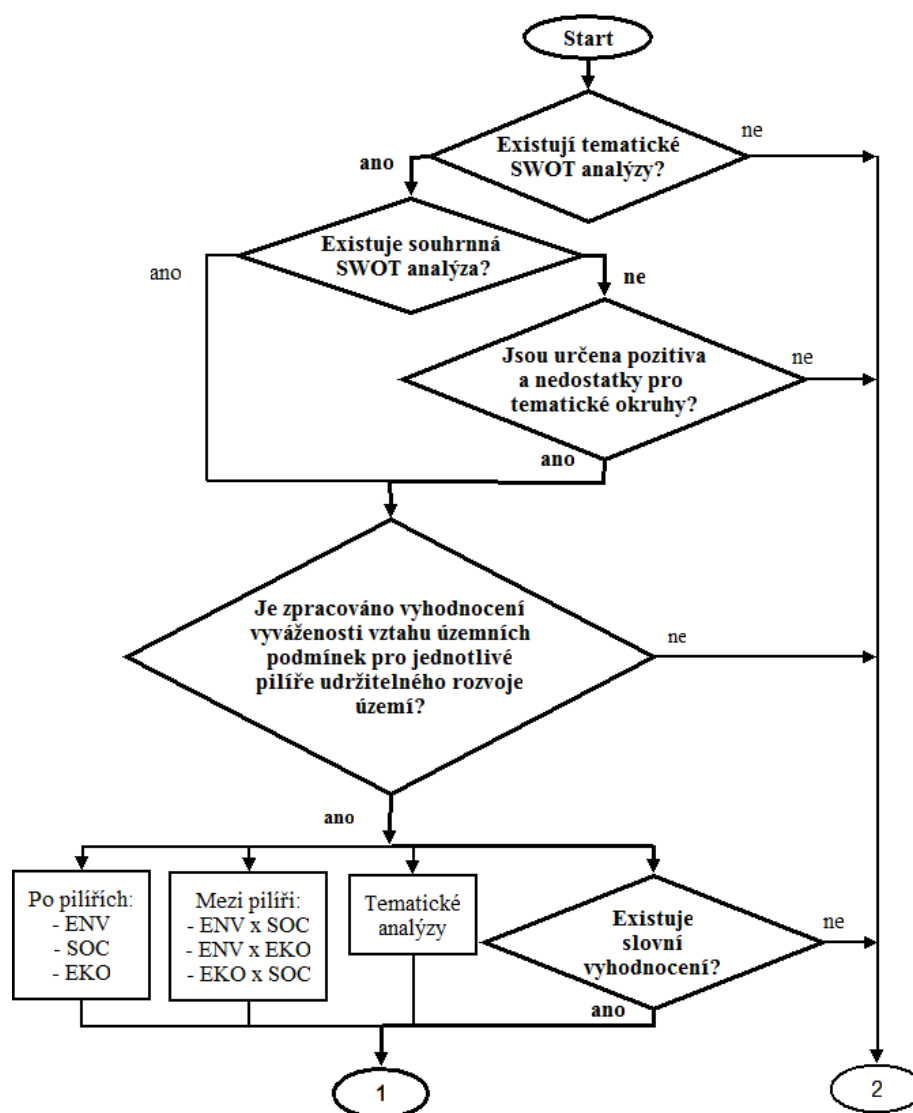 Start
Existují tematické
SWOT analýzy?
ne
ano
Existuje souhrnná
SWOT analýza?
ano
ne
Jsou určena pozitiva
a nedostatky pro
tematické okruhy?
ne
ano
Je zpracováno vyhodnocení
vyváženosti vztahu územních
podmínek pro jednotlivé
pilíře udržitelného rozvoje
území?
ne
ano
Po pilířích:
- ENV
- SOC
- EKO
Mezi pilíři:
- ENV x SOC
- ENV x EKO
- EKO x SOC
Tematické
analýzy
Existuje
slovní
vyhodnocení?
ne
ano
1
2